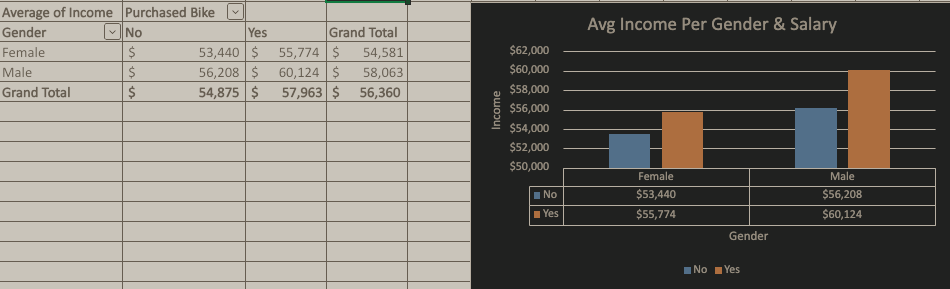 Average of Income Purchased Bike
Gender No Yes Grand Total
Female $ 53,440 $ 55,774 $ 54,581
Male $ 56,208 $ 60,124 $ 58,063
Grand Total $ 54,875 $ 57,963 $ 56,360
Avg Income Per Gender & Salary
$62,000
$60,000
$58,000
$56,000
$54,000
$52,000
$50,000
Income
Female Male
No $53,440 $56,208
Yes $55,774 $60,124
Gender
No Yes